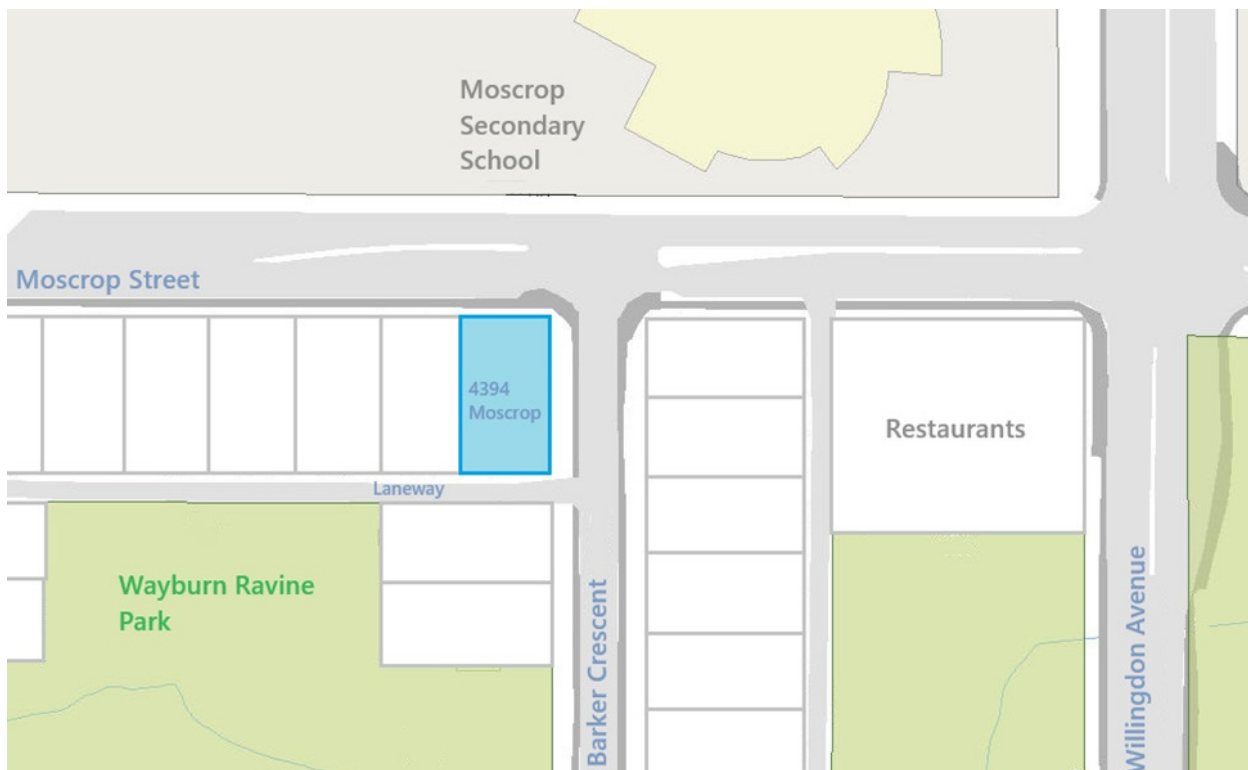 Moscrop
Secondary
School
Moscrop Street
4394
Moscrop
Restaurants
Laneway
Wayburn Ravine
Park
Barker Crescent
Willingdon Avenue